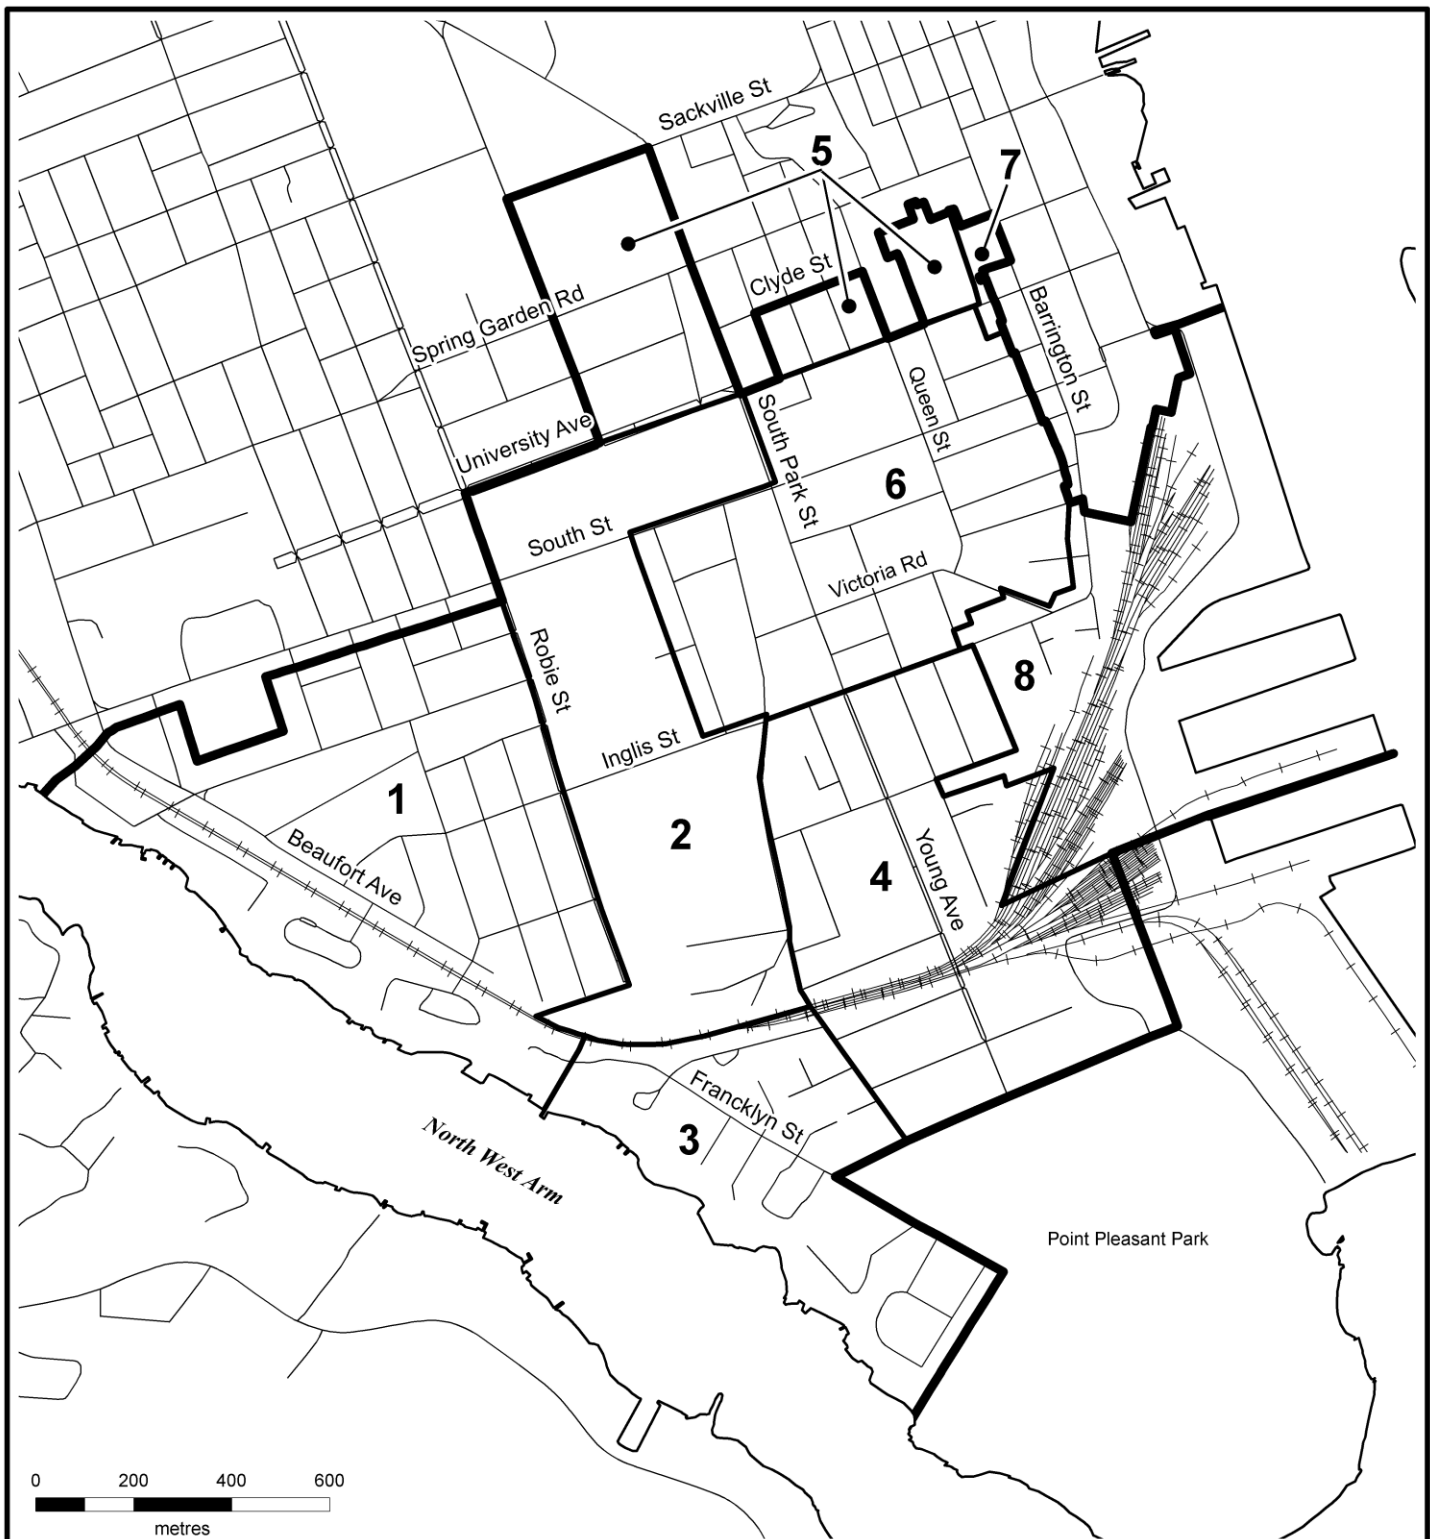 Sackville St
5
7
Clyde St
Spring Garden Rd
Barrington St
University Ave
South Park St
Queen St
6
South St
Victoria Rd
Robie St
8
Inglis St
1
2
Beaufort Ave
4
Young Ave
Francklyn St
3
North West Arm
Point Pleasant Park
0 200 400 600
metres